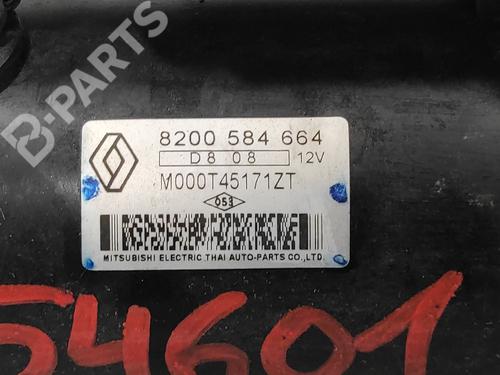 B-PARTS
8200 584 664
D8 08 12V
M000T45171ZT
053
MITSUBISHI ELECTRIC THAI AUTO-PARTS CO.,LTD.
54601